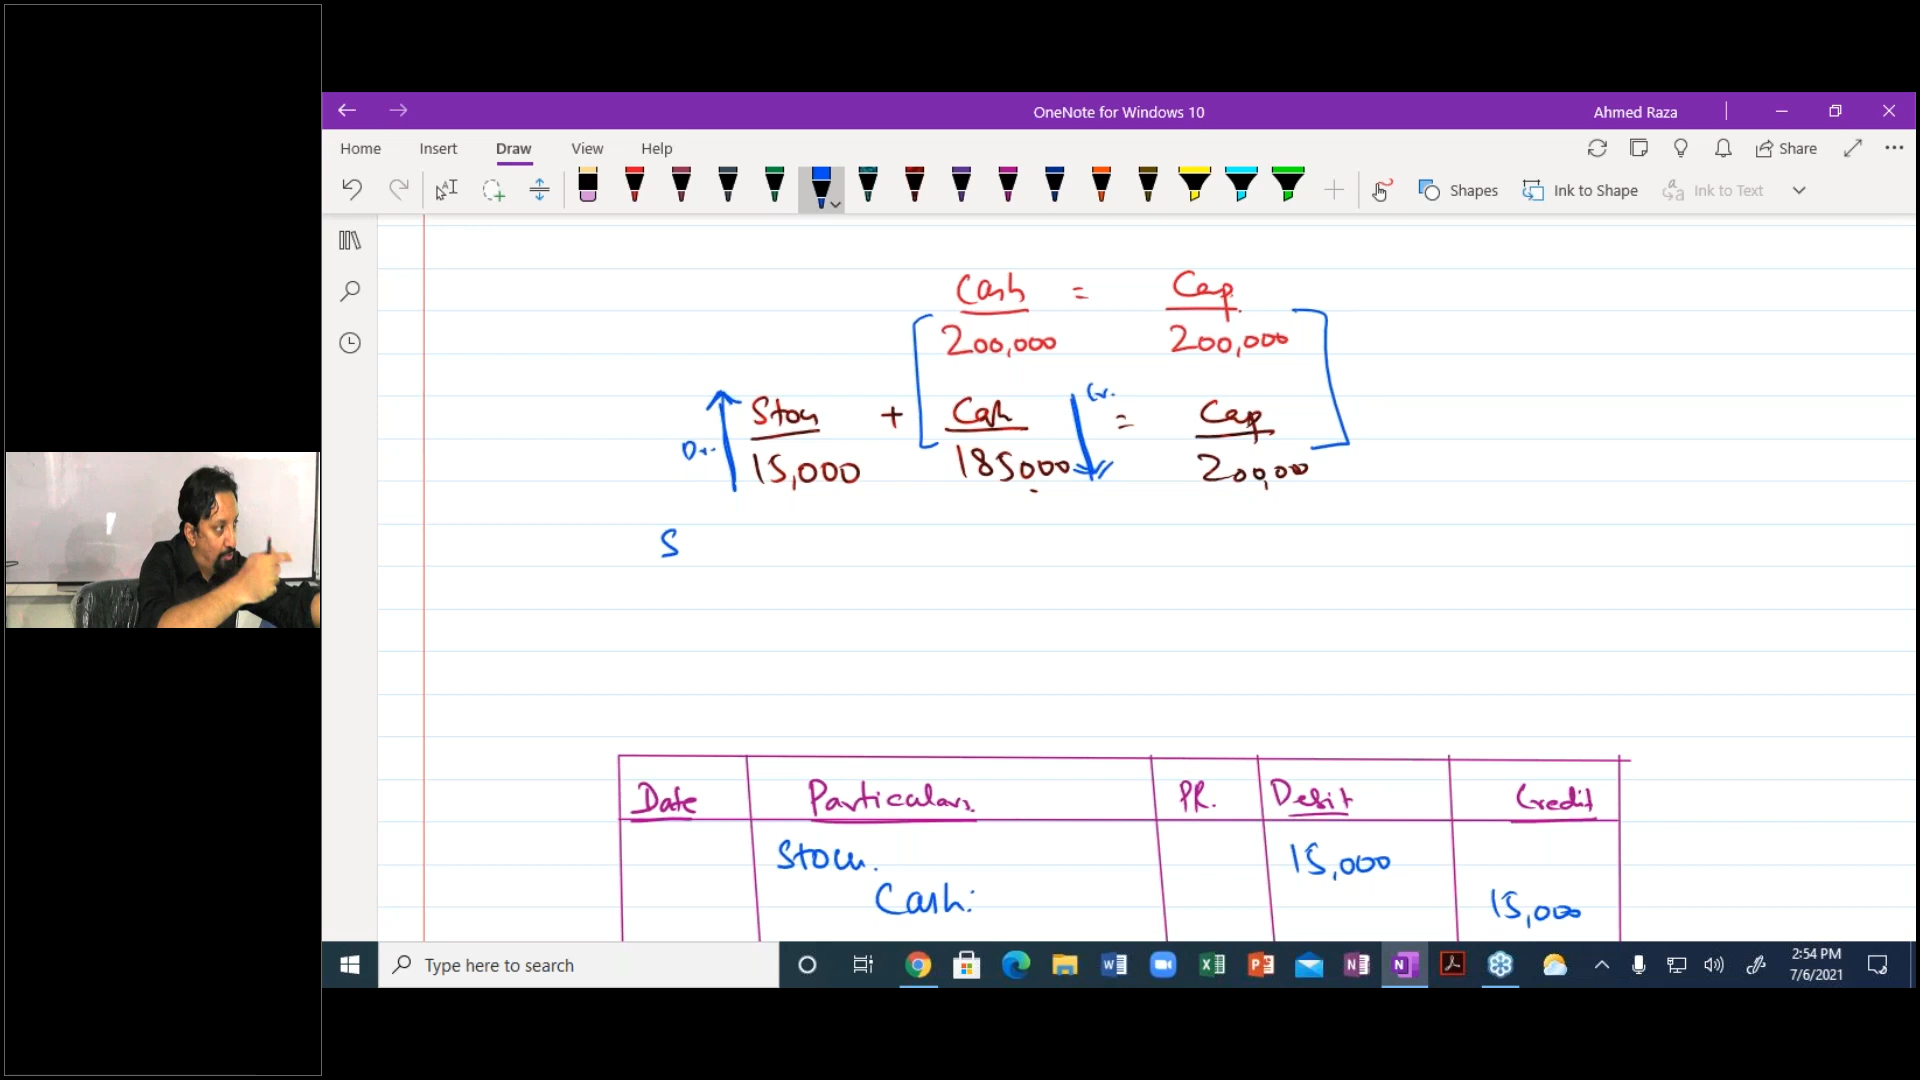 OneNote for Windows 10
Ahmed Raza
Home Insert Draw View Help
Share
Shapes Ink to Shape Ink to Text
Cash = Cap.
200,000 200,000
Cr.
Stock + Cash = Cap
Dr.
15,000 185000 200,000
S
Date Particulars. PR. Debit Credit
Stock. 15,000
Cash: 15,000
Type here to search
2:54 PM
7/6/2021